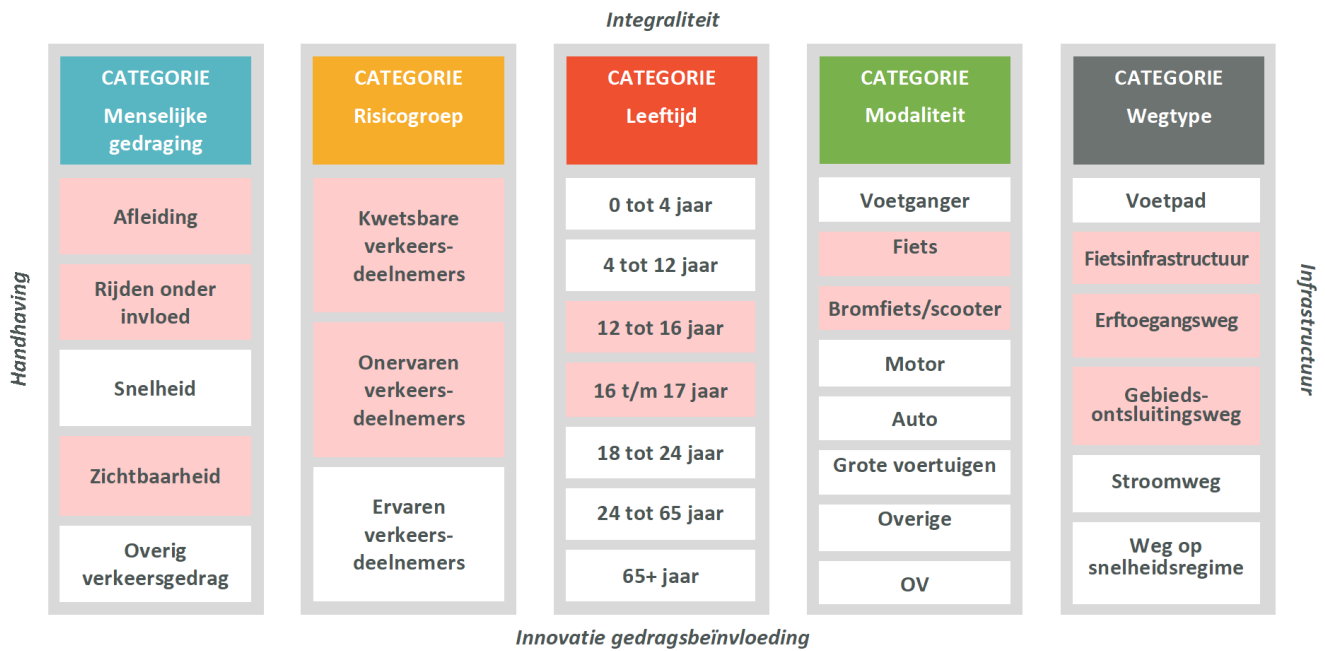 Integraliteit
Handhaving
CATEGORIE
Menselijke
gedraging
Afleiding
Rijden onder
invloed
Snelheid
Zichtbaarheid
Overig
verkeersgedrag
CATEGORIE
Risicogroep
Kwetsbare
verkeers-
deelnemers
Onervaren
verkeers-
deelnemers
Ervaren
verkeers-
deelnemers
CATEGORIE
Leeftijd
0 tot 4 jaar
4 tot 12 jaar
12 tot 16 jaar
16 t/m 17 jaar
18 tot 24 jaar
24 tot 65 jaar
65+ jaar
CATEGORIE
Modaliteit
Voetganger
Fiets
Bromfiets/scooter
Motor
Auto
Grote voertuigen
Overige
OV
CATEGORIE
Wegtype
Voetpad
Fietsinfrastructuur
Erftoegangsweg
Gebieds-
ontsluitingsweg
Stroomweg
Weg op
snelheidsregime
Infrastructuur
Innovatie gedragsbeïnvloeding